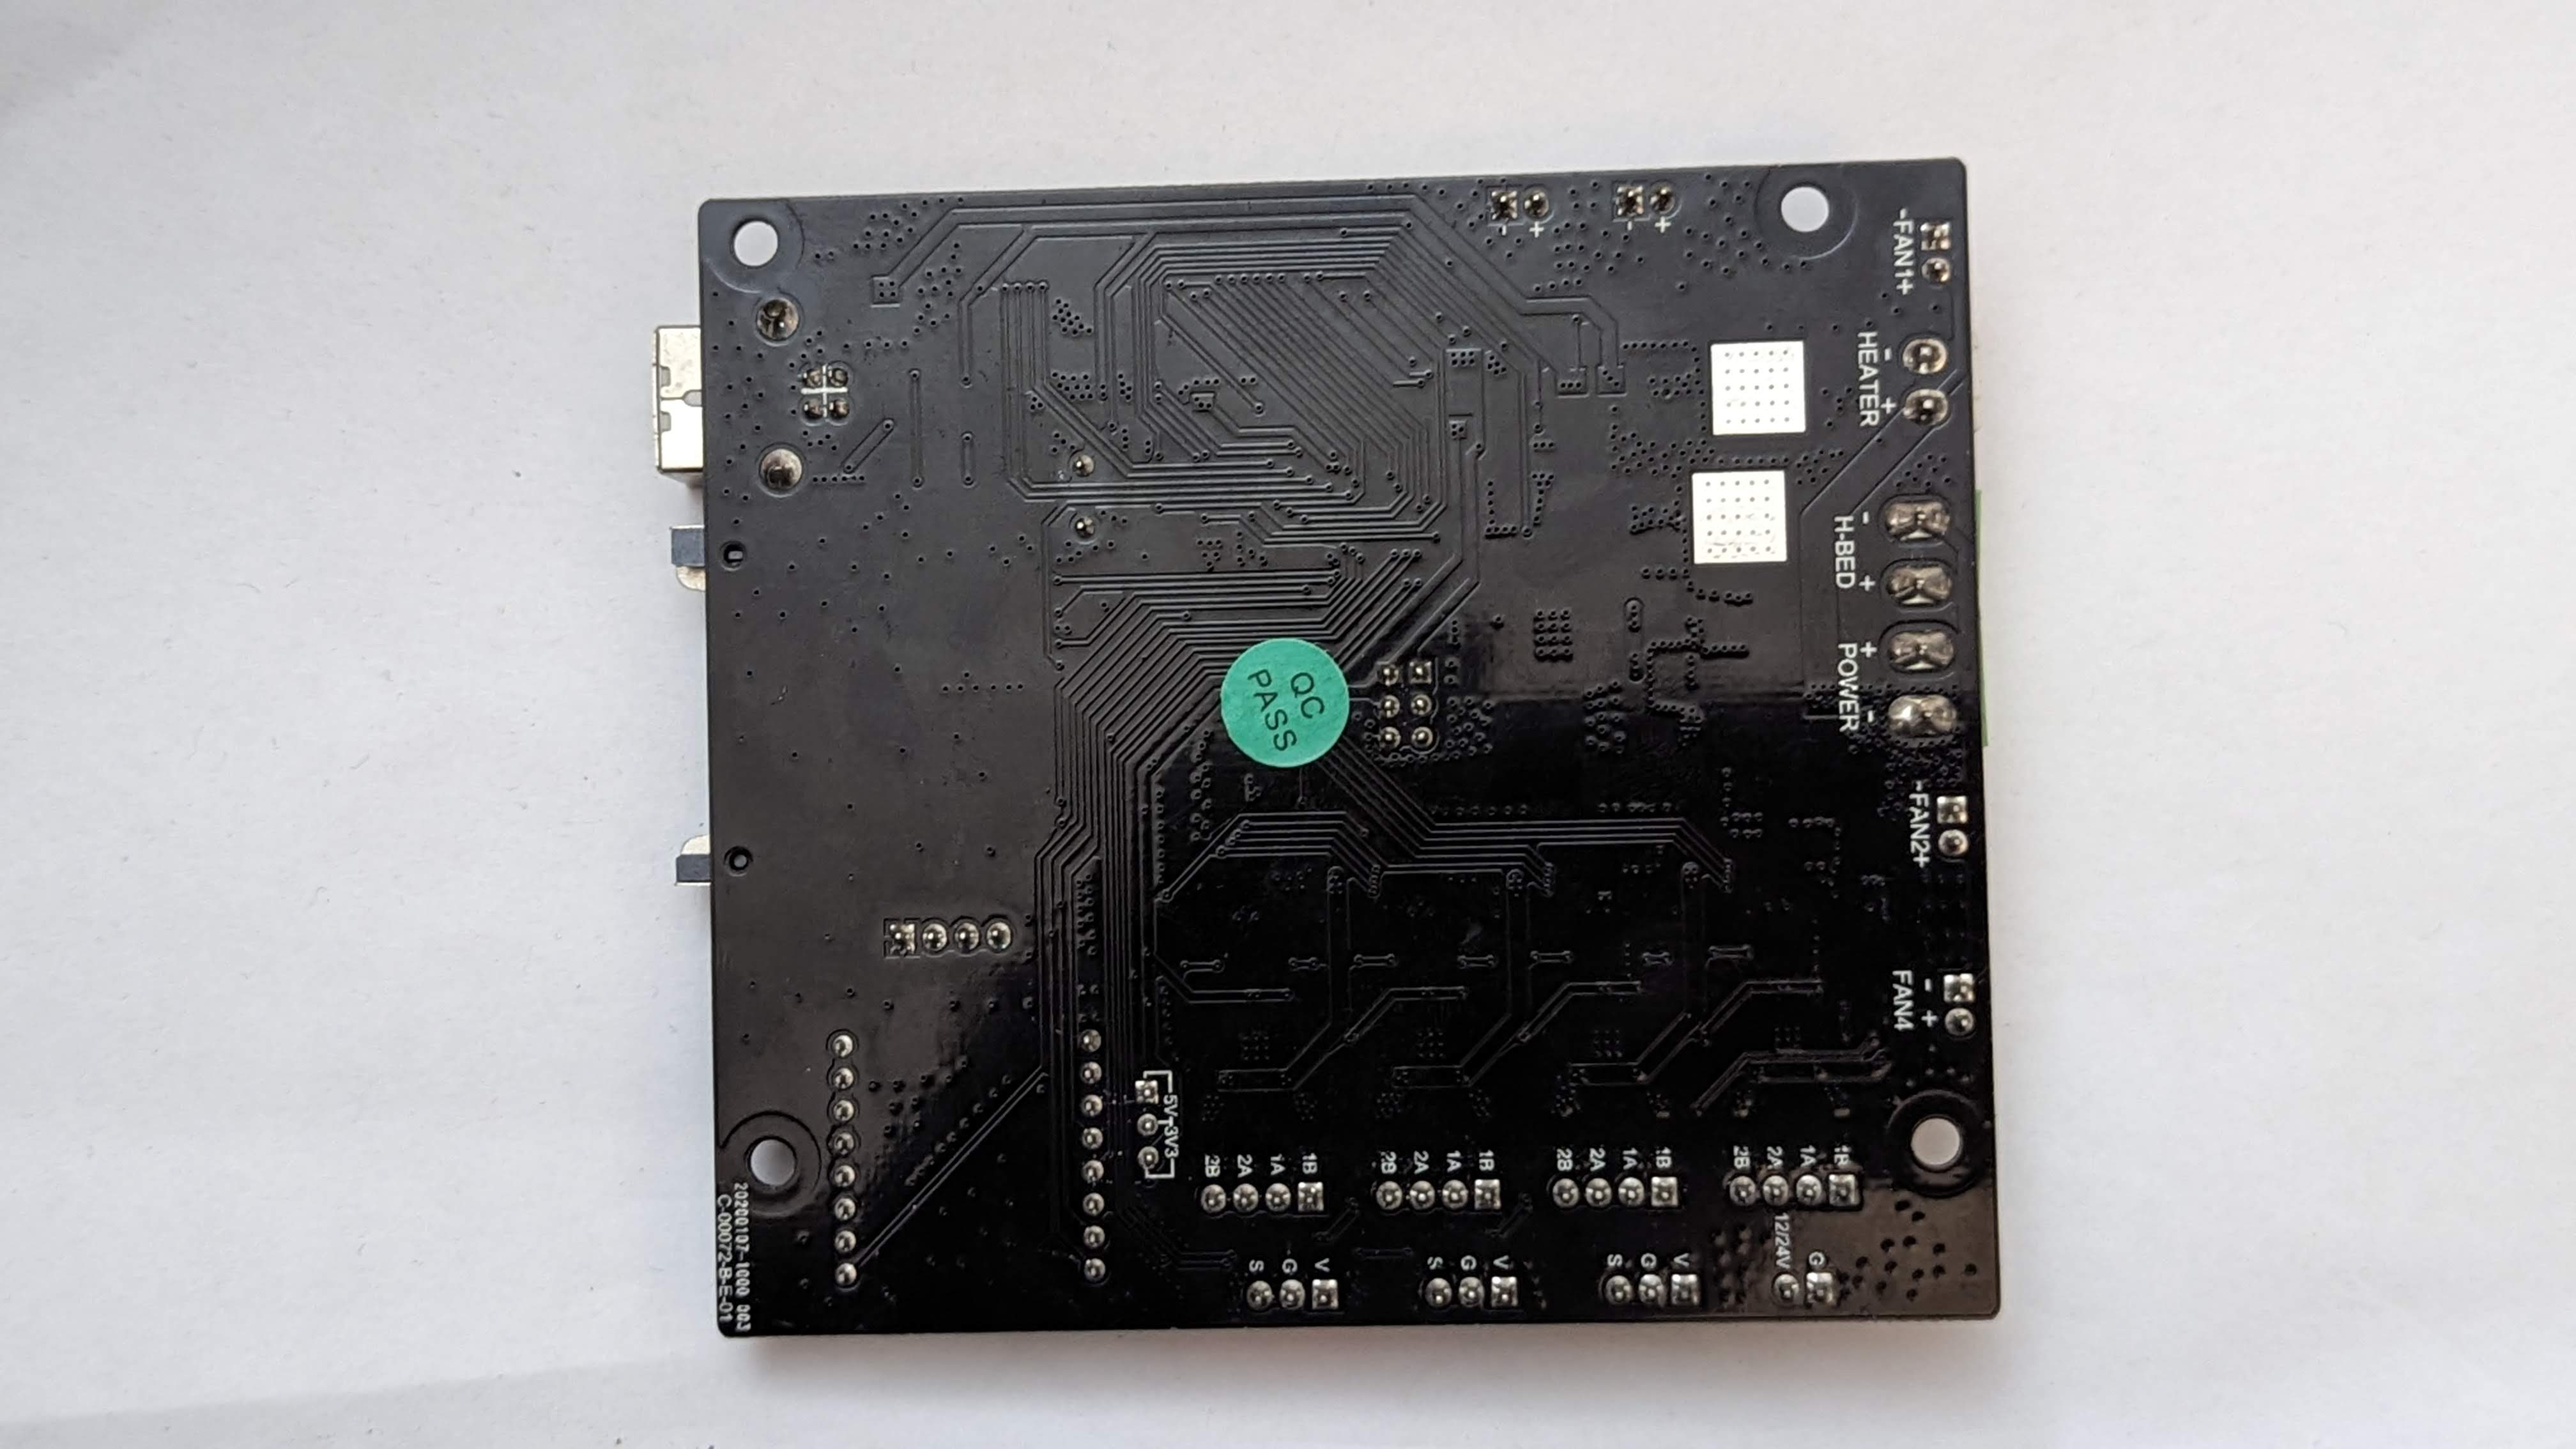 - +
- +
-FAN1+
- +
HEATER
- +
H-BED
+ -
POWER
-FAN2+
- +
FAN4
QC
PASS
5V 3V3
2B 2A 1A 1B
2B 2A 1A 1B
2B 2A 1A 1B
2B 2A 1A 1B
S G V
S G V
S G V
12/24V G
20200107-1000 003
C-00072-B-E-01